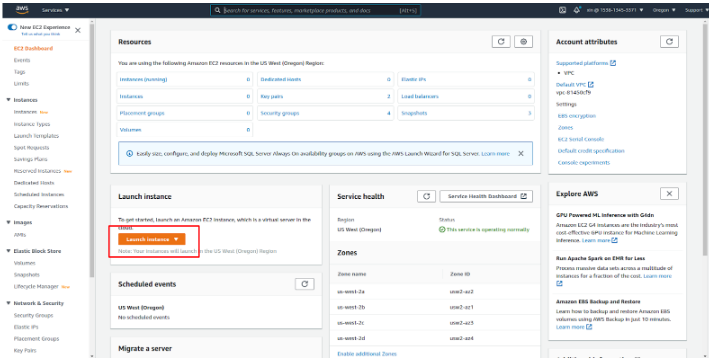 aws
Services ▼
Search for services, features, marketplace products, and docs
[Alt+S]
Oregon ▼
Support ▼
New EC2 Experience
Tell us what you think
EC2 Dashboard
Events
Tags
Limits
▼ Instances
Instances New
Instance Types
Launch Templates
Spot Requests
Savings Plans
Reserved Instances New
Dedicated Hosts
Scheduled Instances
Capacity Reservations
▼ Images
AMIs
▼ Elastic Block Store
Volumes
Snapshots
Lifecycle Manager New
▼ Network & Security
Security Groups
Elastic IPs
Placement Groups
Key Pairs
Resources
You are using the following Amazon EC2 resources in the US West (Oregon) Region:
Instances (running) 0 Dedicated Hosts 0 Elastic IPs 0
Instances 0 Key pairs 2 Load balancers 0
Placement groups 0 Security groups 4 Snapshots 3
Volumes 0
Easily size, configure, and deploy Microsoft SQL Server Always On availability groups on AWS using the AWS Launch Wizard for SQL Server. Learn more
Launch instance
To get started, launch an Amazon EC2 instance, which is a virtual server in the
cloud.
Launch instance ▼
Note: Your instances will launch in the US West (Oregon) Region
Scheduled events
US West (Oregon)
No scheduled events
Migrate a server
Service health
Service Health Dashboard
Region Status
US West (Oregon) This service is operating normally
Zones
Zone name Zone ID
us-west-2a usw2-az2
us-west-2b usw2-az1
us-west-2c usw2-az3
us-west-2d usw2-az4
Enable additional Zones
Account attributes
Supported platforms
• VPC
Default VPC
vpc-81450cf9
Settings
EBS encryption
Zones
EC2 Serial Console
Default credit specification
Console experiments
Explore AWS
GPU Powered ML Inference with G4dn
Amazon EC2 G4 instances are the industry's most
cost-effective GPU instance for Machine Learning
Inference. Learn more
Run Apache Spark on EMR for Less
Process massive data sets across a multitude of
instances for a fraction of the cost. Learn more
Amazon EBS Backup and Restore
Learn how to backup and restore Amazon EBS
volumes using AWS Backup in just 10 minutes.
Learn more